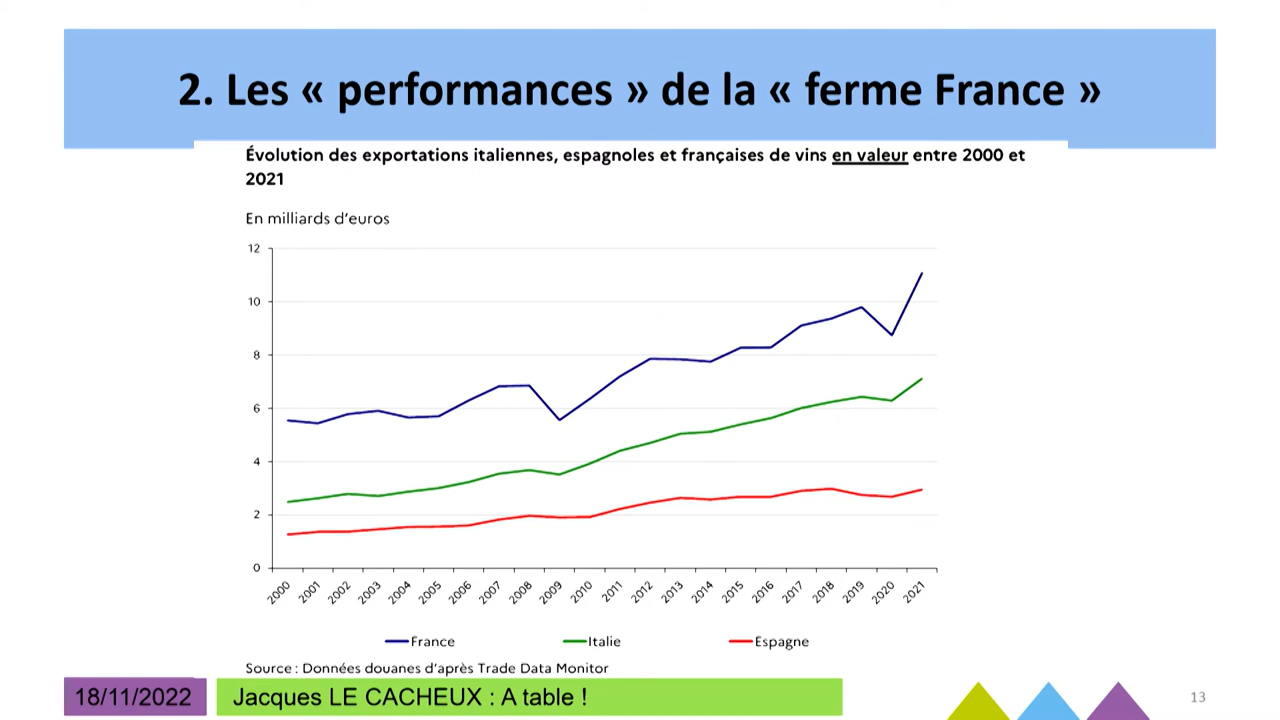 2. Les « performances » de la « ferme France »
Évolution des exportations italiennes, espagnoles et françaises de vins en valeur entre 2000 et
2021
En milliards d’euros
12
10
8
6
4
2
0
2000 2001 2002 2003 2004 2005 2006 2007 2008 2009 2010 2011 2012 2013 2014 2015 2016 2017 2018 2019 2020 2021
France Italie Espagne
Source : Données douanes d’après Trade Data Monitor
18/11/2022 Jacques LE CACHEUX : A table ! 13